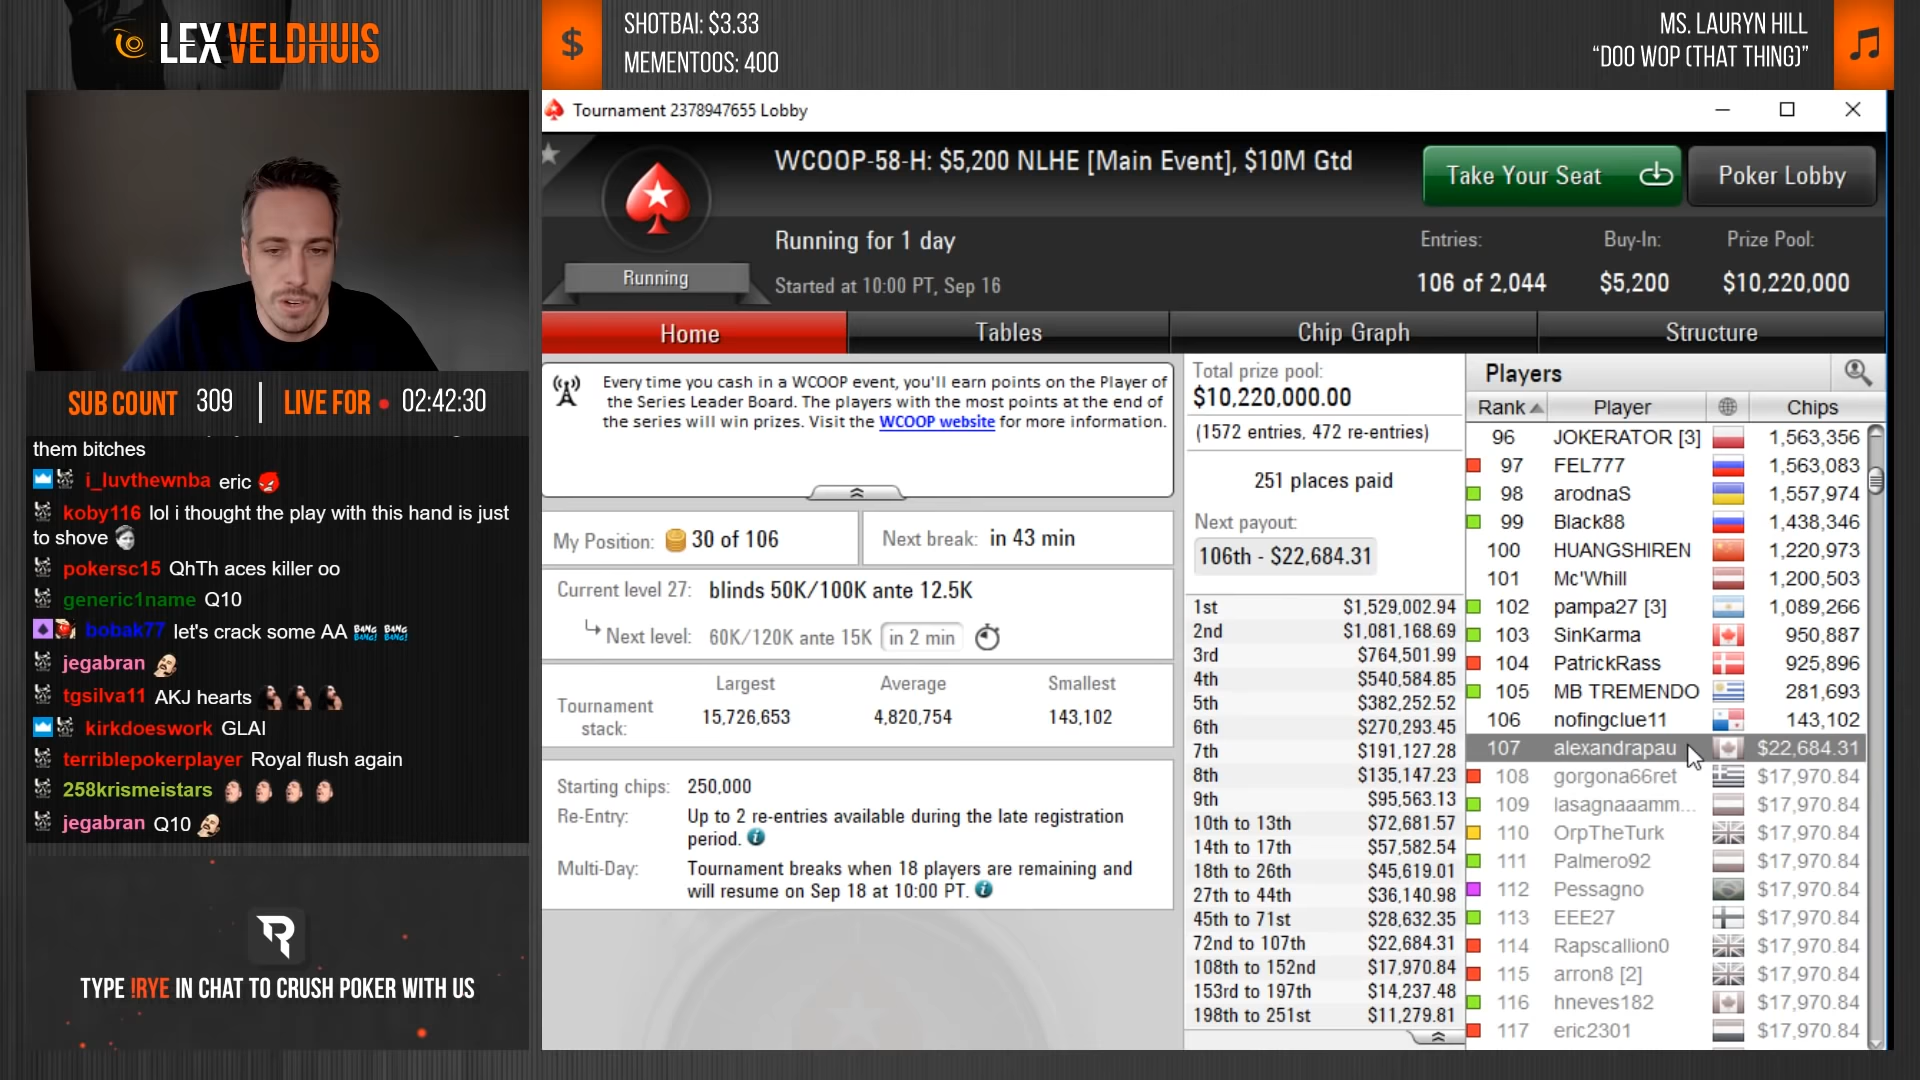 LEX VELDHUIS
$
SHOTBAI: $3.33
MEMENTOOS: 400
MS. LAURYN HILL
“DOO WOP (THAT THING)”
SUB COUNT 309 LIVE FOR 02:42:30
them bitches
i_luvthewnba eric
koby116 lol i thought the play with this hand is just
to shove
pokersc15 QhTh aces killer oo
generic1name Q10
bobak77 let's crack some AA BANG BANG! BANG BANG!
jegabran
tgsilva11 AKJ hearts
kirkdoeswork GLAI
terriblepokerplayer Royal flush again
258krismeistars
jegabran Q10
TYPE !RYE IN CHAT TO CRUSH POKER WITH US
Tournament 2378947655 Lobby
WCOOP-58-H: $5,200 NLHE [Main Event], $10M Gtd
Take Your Seat
Poker Lobby
Running
Running for 1 day
Started at 10:00 PT, Sep 16
Entries: Buy-In: Prize Pool:
106 of 2,044 $5,200 $10,220,000
Home Tables Chip Graph Structure
Every time you cash in a WCOOP event, you'll earn points on the Player of
the Series Leader Board. The players with the most points at the end of
the series will win prizes. Visit the WCOOP website for more information.
My Position: 30 of 106
Next break: in 43 min
Current level 27: blinds 50K/100K ante 12.5K
Next level: 60K/120K ante 15K in 2 min
Largest Average Smallest
Tournament
stack: 15,726,653 4,820,754 143,102
Starting chips: 250,000
Re-Entry: Up to 2 re-entries available during the late registration
period.
Multi-Day: Tournament breaks when 18 players are remaining and
will resume on Sep 18 at 10:00 PT.
Total prize pool:
$10,220,000.00
(1572 entries, 472 re-entries)
251 places paid
Next payout:
106th - $22,684.31
1st $1,529,002.94
2nd $1,081,168.69
3rd $764,501.99
4th $540,584.85
5th $382,252.52
6th $270,293.45
7th $191,127.28
8th $135,147.23
9th $95,563.13
10th to 13th $72,681.57
14th to 17th $57,582.54
18th to 26th $45,619.01
27th to 44th $36,140.98
45th to 71st $28,632.35
72nd to 107th $22,684.31
108th to 152nd $17,970.84
153rd to 197th $14,237.48
198th to 251st $11,279.81
Players
Rank Player Chips
96 JOKERATOR [3] 1,563,356
97 FEL777 1,563,083
98 arodnaS 1,557,974
99 Black88 1,438,346
100 HUANGSHIREN 1,220,973
101 Mc'Whill 1,200,503
102 pampa27 [3] 1,089,266
103 SinKarma 950,887
104 PatrickRass 925,896
105 MB TREMENDO 281,693
106 nofingclue11 143,102
107 alexandrapau $22,684.31
108 gorgona66ret $17,970.84
109 lasagnaaamm... $17,970.84
110 OrpTheTurk $17,970.84
111 Palmero92 $17,970.84
112 Pessagno $17,970.84
113 EEE27 $17,970.84
114 Rapscallion0 $17,970.84
115 arron8 [2] $17,970.84
116 hneves182 $17,970.84
117 eric2301 $17,970.84